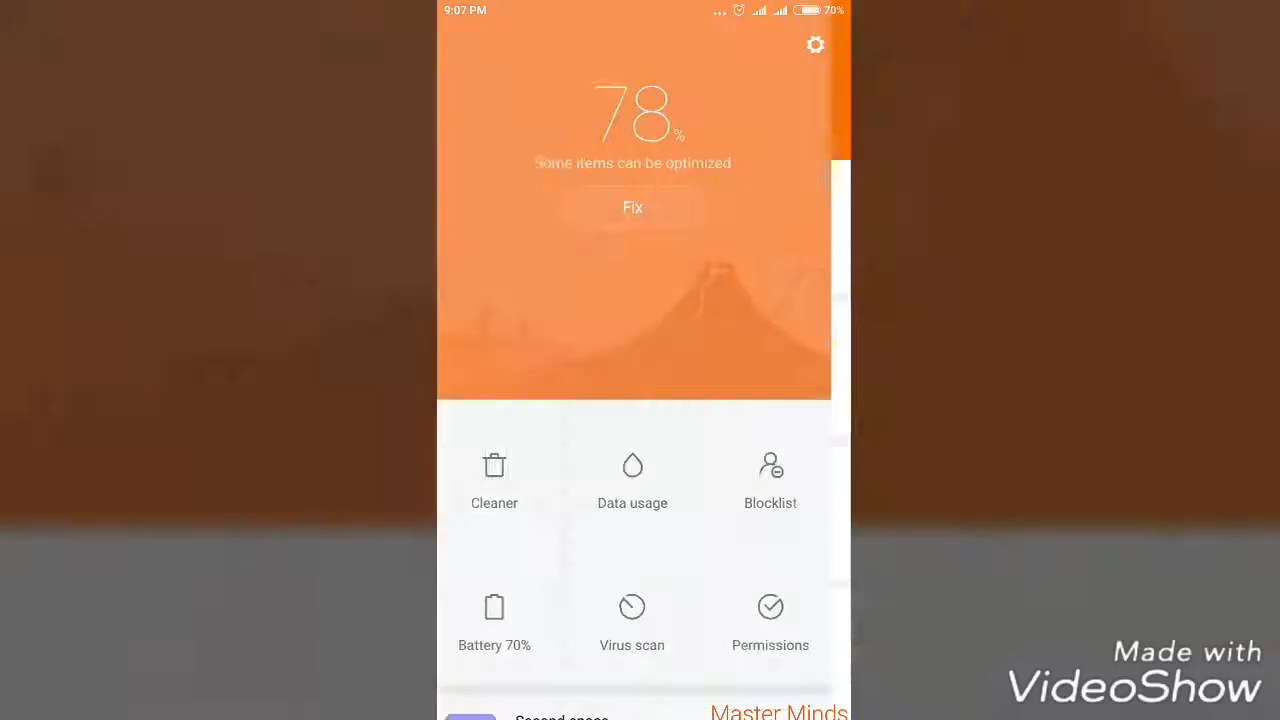 9:07 PM
70%
78%
Some items can be optimized
Fix
Cleaner
Data usage
Blocklist
Battery 70%
Virus scan
Permissions
Made with
VideoShow
Second space
Master Minds